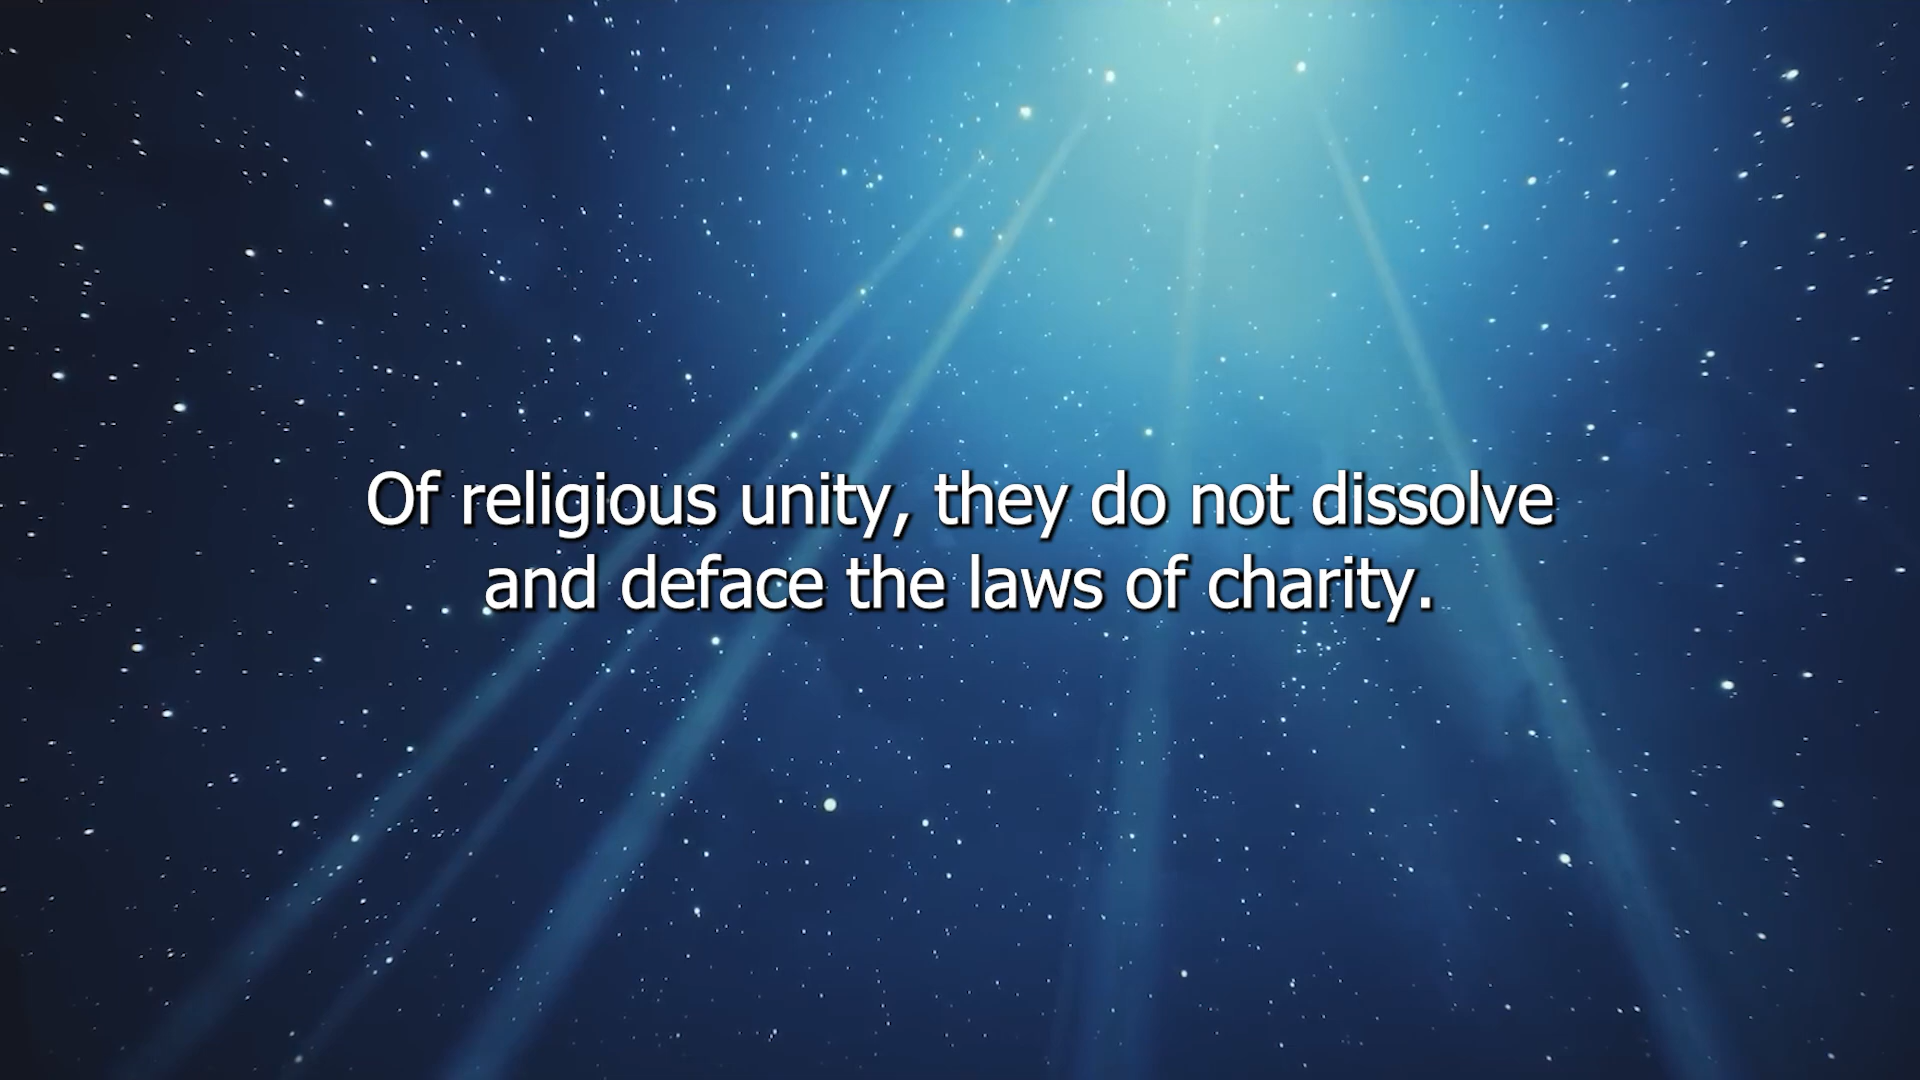 Of religious unity, they do not dissolve
and deface the laws of charity.